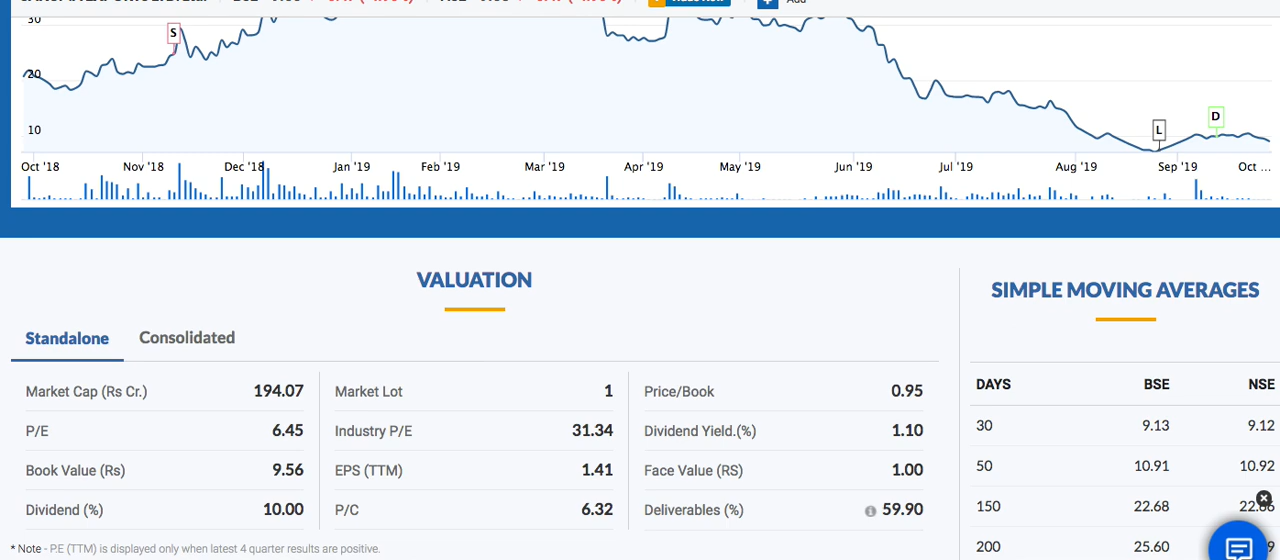 30
S
20
10
L
D
Oct '18 Nov '18 Dec '18 Jan '19 Feb '19 Mar '19 Apr '19 May '19 Jun '19 Jul '19 Aug '19 Sep '19 Oct ...
VALUATION
Standalone Consolidated
Market Cap (Rs Cr.) 194.07 Market Lot 1 Price/Book 0.95
P/E 6.45 Industry P/E 31.34 Dividend Yield.(%) 1.10
Book Value (Rs) 9.56 EPS (TTM) 1.41 Face Value (RS) 1.00
Dividend (%) 10.00 P/C 6.32 Deliverables (%) 59.90
* Note - P.E (TTM) is displayed only when latest 4 quarter results are positive.
SIMPLE MOVING AVERAGES
DAYS BSE NSE
30 9.13 9.12
50 10.91 10.92
150 22.68
200 25.60